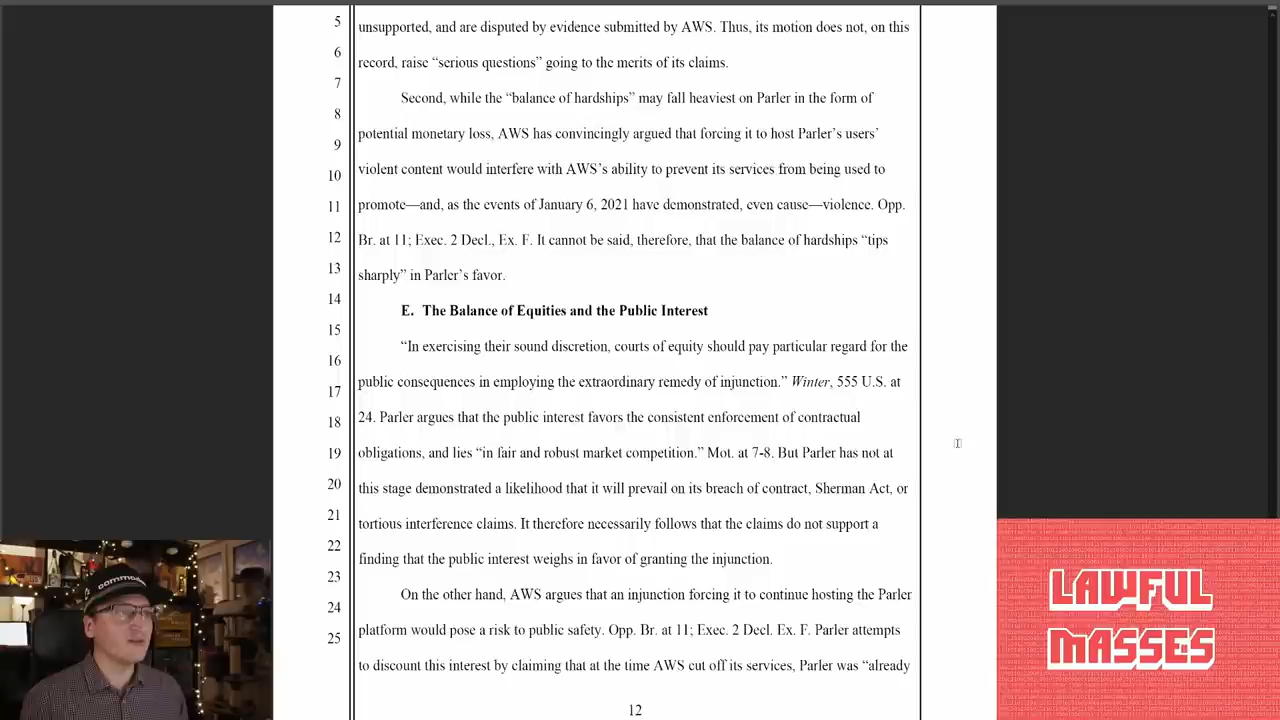 5
unsupported, and are disputed by evidence submitted by AWS. Thus, its motion does not, on this
6
record, raise “serious questions” going to the merits of its claims.
7
Second, while the “balance of hardships” may fall heaviest on Parler in the form of
8
potential monetary loss, AWS has convincingly argued that forcing it to host Parler’s users’
9
violent content would interfere with AWS’s ability to prevent its services from being used to
10
promote—and, as the events of January 6, 2021 have demonstrated, even cause—violence. Opp.
11
Br. at 11; Exec. 2 Decl., Ex. F. It cannot be said, therefore, that the balance of hardships “tips
12
sharply” in Parler’s favor.
13
E. The Balance of Equities and the Public Interest
14
“In exercising their sound discretion, courts of equity should pay particular regard for the
15
public consequences in employing the extraordinary remedy of injunction.” Winter, 555 U.S. at
16
24. Parler argues that the public interest favors the consistent enforcement of contractual
17
obligations, and lies “in fair and robust market competition.” Mot. at 7-8. But Parler has not at
18
this stage demonstrated a likelihood that it will prevail on its breach of contract, Sherman Act, or
19
tortious interference claims. It therefore necessarily follows that the claims do not support a
20
finding that the public interest weighs in favor of granting the injunction.
21
On the other hand, AWS argues that an injunction forcing it to continue hosting the Parler
22
platform would pose a risk to public safety. Opp. Br. at 11; Exec. 2 Decl. Ex. F. Parler attempts
23
to discount this interest by claiming that at the time AWS cut off its services, Parler was “already
24
25
12
LAWFUL
MASSES